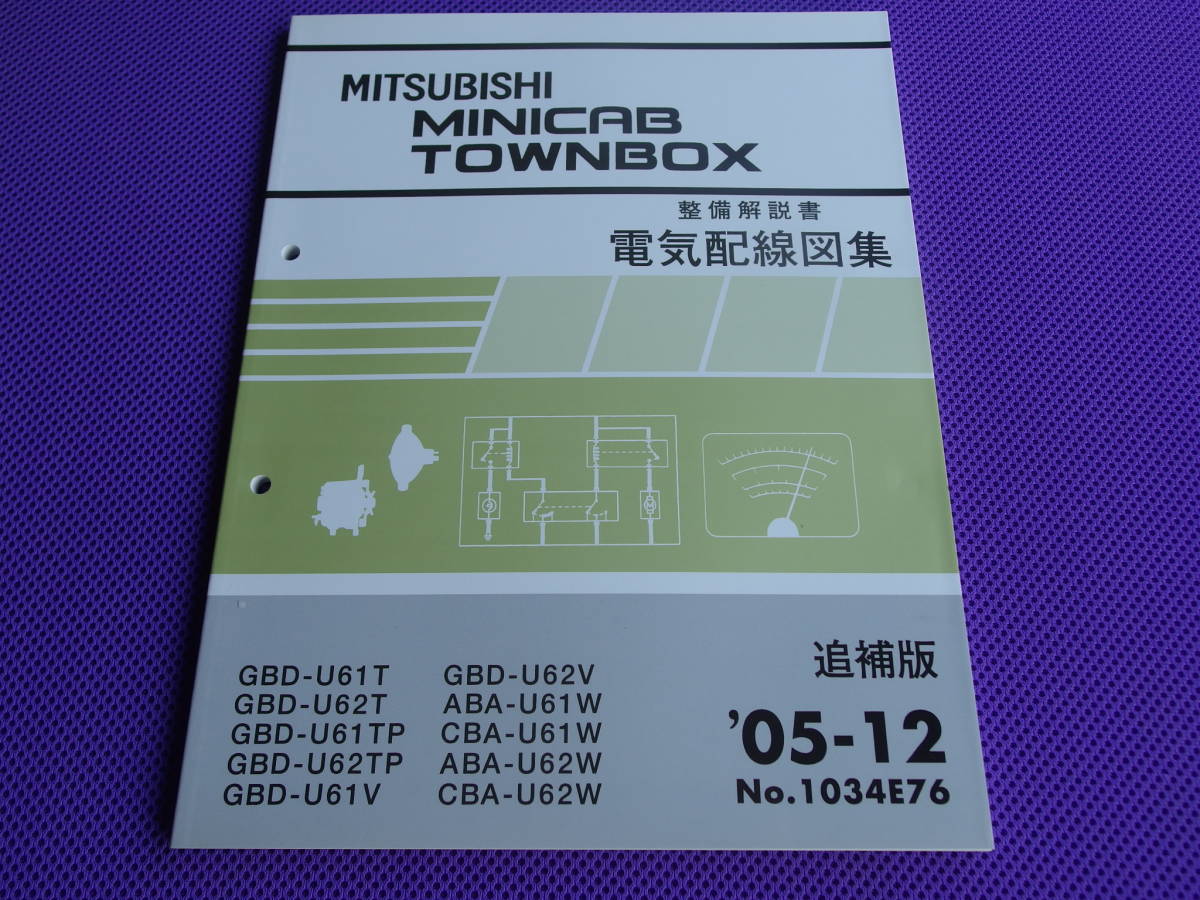 MITSUBISHI
MINICAB
TOWNBOX
整備解説書
電気配線図集
GBD-U61T
GBD-U62T
GBD-U61TP
GBD-U62TP
GBD-U61V
GBD-U62V
ABA-U61W
CBA-U61W
ABA-U62W
CBA-U62W
追補版
'05-12
No.1034E76